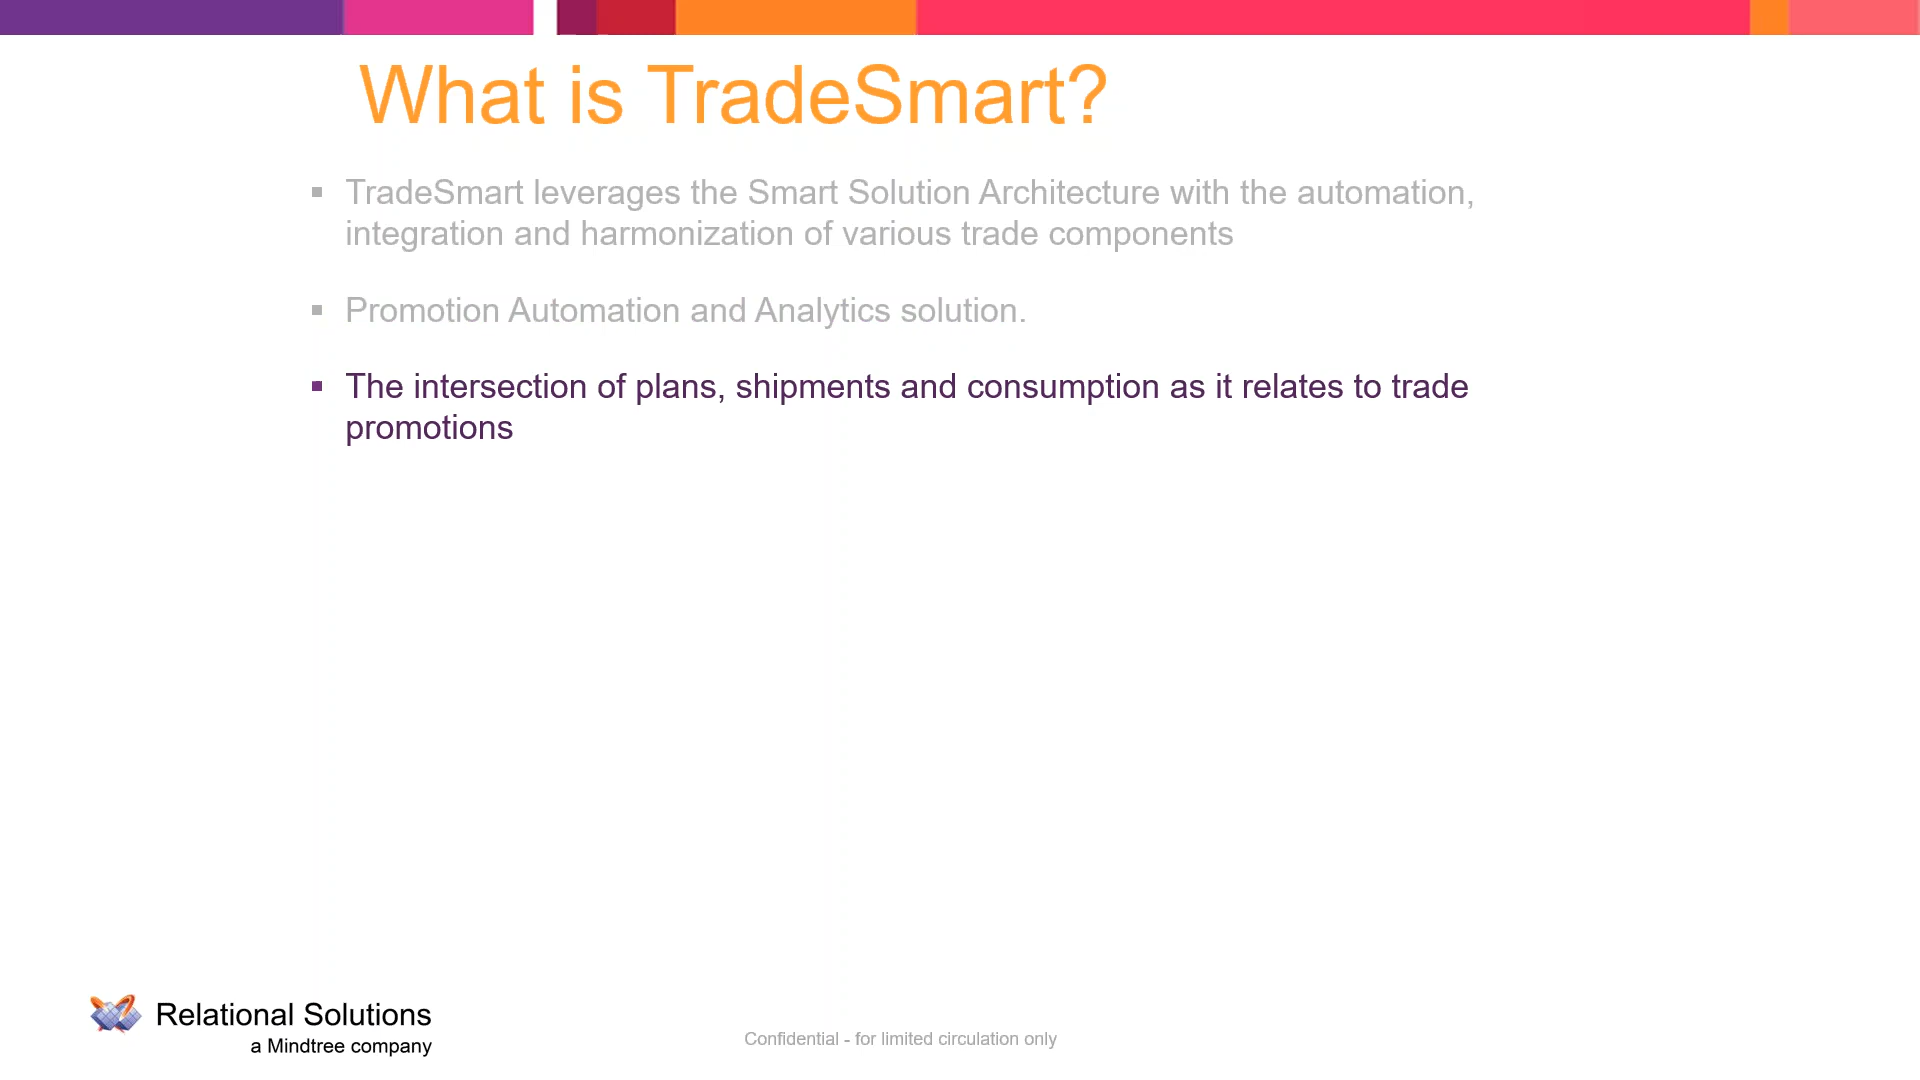 What is TradeSmart?
▪ TradeSmart leverages the Smart Solution Architecture with the automation,
integration and harmonization of various trade components
▪ Promotion Automation and Analytics solution.
▪ The intersection of plans, shipments and consumption as it relates to trade
promotions
Relational Solutions
a Mindtree company
Confidential - for limited circulation only